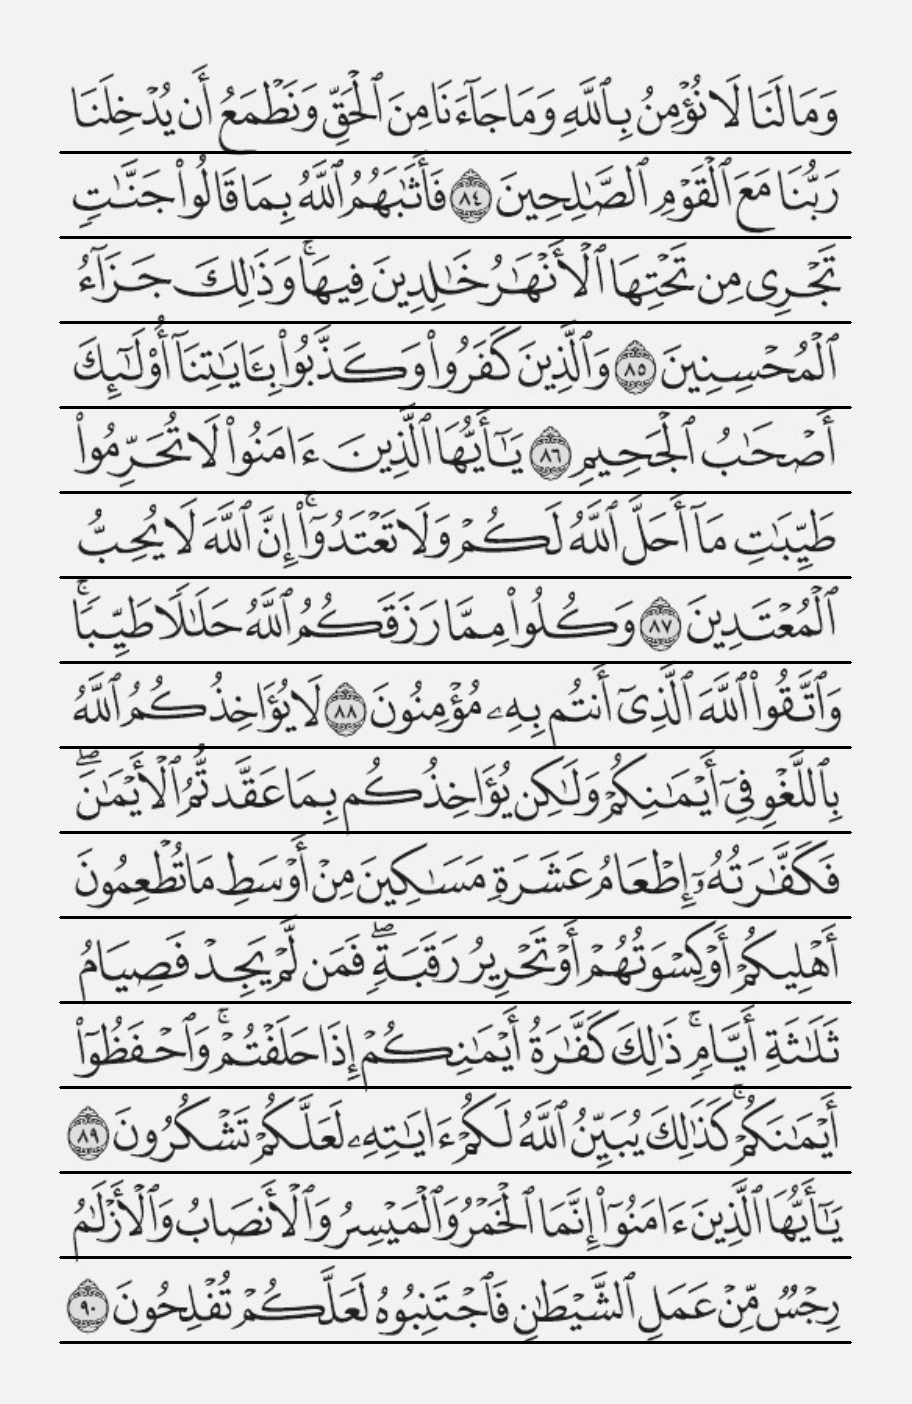 وَمَا لَنَا لَا نُؤْمِنُ بِٱللَّهِ وَمَا جَآءَنَا مِنَ ٱلْحَقِّ وَنَطْمَعُ أَن يُدْخِلَنَا
رَبُّنَا مَعَ ٱلْقَوْمِ ٱلصَّٰلِحِينَ ٨٤ فَأَثَٰبَهُمُ ٱللَّهُ بِمَا قَالُوا۟ جَنَّٰتٍ
تَجْرِى مِن تَحْتِهَا ٱلْأَنْهَٰرُ خَٰلِدِينَ فِيهَا ۚ وَذَٰلِكَ جَزَآءُ
ٱلْمُحْسِنِينَ ٨٥ وَٱلَّذِينَ كَفَرُوا۟ وَكَذَّبُوا۟ بِـَٔايَٰتِنَآ أُو۟لَٰٓئِكَ
أَصْحَٰبُ ٱلْجَحِيمِ ٨٦ يَٰٓأَيُّهَا ٱلَّذِينَ ءَامَنُوا۟ لَا تُحَرِّمُوا۟
طَيِّبَٰتِ مَآ أَحَلَّ ٱللَّهُ لَكُمْ وَلَا تَعْتَدُوٓا۟ ۚ إِنَّ ٱللَّهَ لَا يُحِبُّ
ٱلْمُعْتَدِينَ ٨٧ وَكُلُوا۟ مِمَّا رَزَقَكُمُ ٱللَّهُ حَلَٰلًا طَيِّبًا ۚ
وَٱتَّقُوا۟ ٱللَّهَ ٱلَّذِىٓ أَنتُم بِهِۦ مُؤْمِنُونَ ٨٨ لَا يُؤَاخِذُكُمُ ٱللَّهُ
بِٱللَّغْوِ فِىٓ أَيْمَٰنِكُمْ وَلَٰكِن يُؤَاخِذُكُم بِمَا عَقَّدتُّمُ ٱلْأَيْمَٰنَ ۖ
فَكَفَّٰرَتُهُۥٓ إِطْعَامُ عَشَرَةِ مَسَٰكِينَ مِنْ أَوْسَطِ مَا تُطْعِمُونَ
أَهْلِيكُمْ أَوْ كِسْوَتُهُمْ أَوْ تَحْرِيرُ رَقَبَةٍ ۖ فَمَن لَّمْ يَجِدْ فَصِيَامُ
ثَلَٰثَةِ أَيَّامٍ ۚ ذَٰلِكَ كَفَّٰرَةُ أَيْمَٰنِكُمْ إِذَا حَلَفْتُمْ ۚ وَٱحْفَظُوٓا۟
أَيْمَٰنَكُمْ ۚ كَذَٰلِكَ يُبَيِّنُ ٱللَّهُ لَكُمْ ءَايَٰتِهِۦ لَعَلَّكُمْ تَشْكُرُونَ ٨٩
يَٰٓأَيُّهَا ٱلَّذِينَ ءَامَنُوٓا۟ إِنَّمَا ٱلْخَمْرُ وَٱلْمَيْسِرُ وَٱلْأَنصَابُ وَٱلْأَزْلَٰمُ
رِجْسٌ مِّنْ عَمَلِ ٱلشَّيْطَٰنِ فَٱجْتَنِبُوهُ لَعَلَّكُمْ تُفْلِحُونَ ٩٠